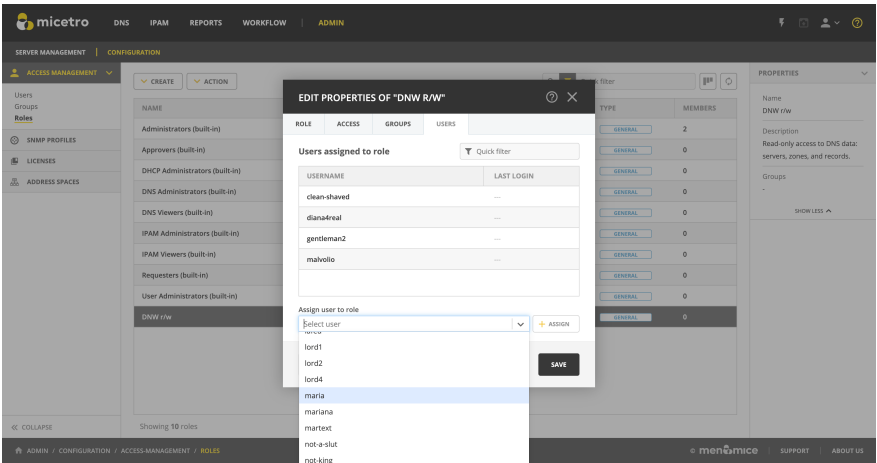 micetro DNS IPAM REPORTS WORKFLOW ADMIN
SERVER MANAGEMENT CONFIGURATION
ACCESS MANAGEMENT
Users
Groups
Roles
SNMP PROFILES
LICENSES
ADDRESS SPACES
COLLAPSE
CREATE ACTION
filter
NAME TYPE MEMBERS
Administrators (built-in) GENERAL 2
Approvers (built-in) GENERAL 0
DHCP Administrators (built-in) GENERAL 0
DNS Administrators (built-in) GENERAL 0
DNS Viewers (built-in) GENERAL 0
IPAM Administrators (built-in) GENERAL 0
IPAM Viewers (built-in) GENERAL 0
Requesters (built-in) GENERAL 0
User Administrators (built-in) GENERAL 0
DNW r/w GENERAL 0
Showing 10 roles
EDIT PROPERTIES OF "DNW R/W"
ROLE ACCESS GROUPS USERS
Users assigned to role
Quick filter
USERNAME LAST LOGIN
clean-shaved ---
diana4real ---
gentleman2 ---
malvolio ---
Assign user to role
Select user
+ ASSIGN
lord1
lord2
lord4
maria
mariana
martext
not-a-slut
not-king
SAVE
PROPERTIES
Name
DNW r/w
Description
Read-only access to DNS data:
servers, zones, and records.
Groups
-
SHOW LESS
ADMIN / CONFIGURATION / ACCESS-MANAGEMENT / ROLES
© men&mice SUPPORT ABOUT US